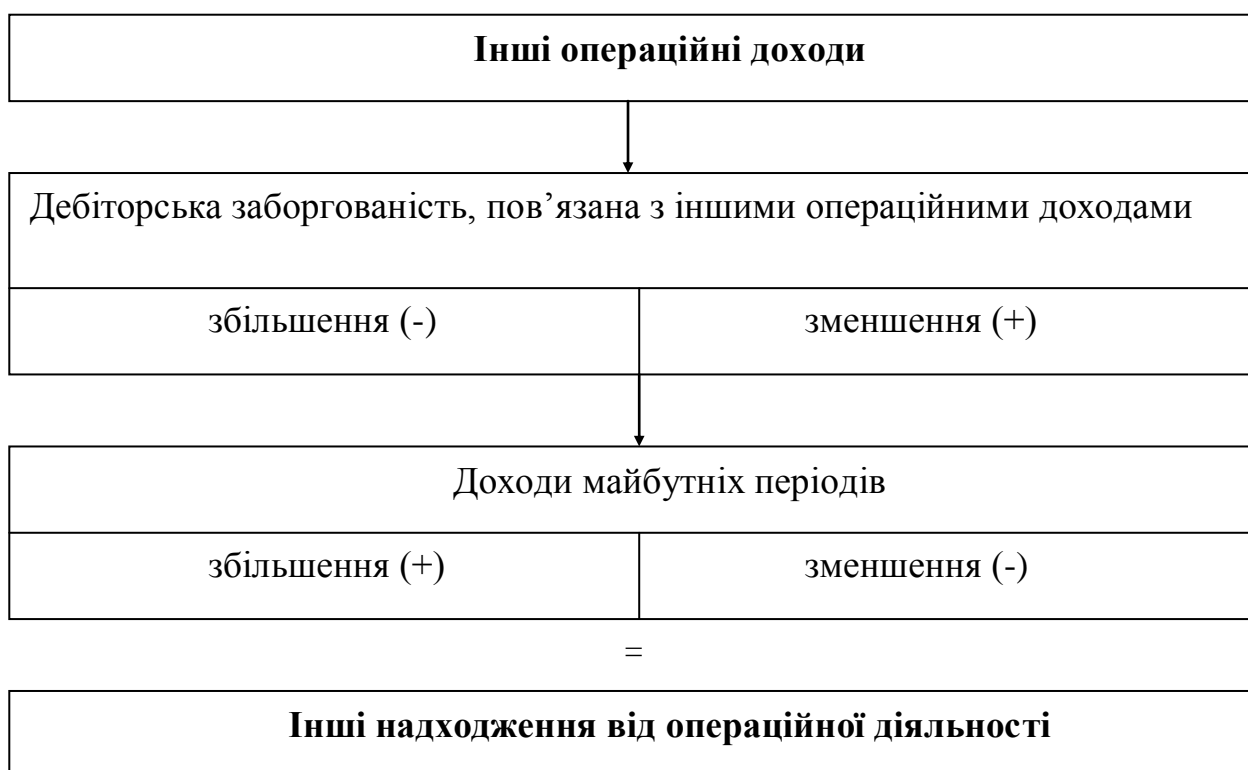 Інші операційні доходи
Дебіторська заборгованість, пов’язана з іншими операційними доходами
збільшення (-)
зменшення (+)
Доходи майбутніх періодів
збільшення (+)
зменшення (-)
=
Інші надходження від операційної діяльності